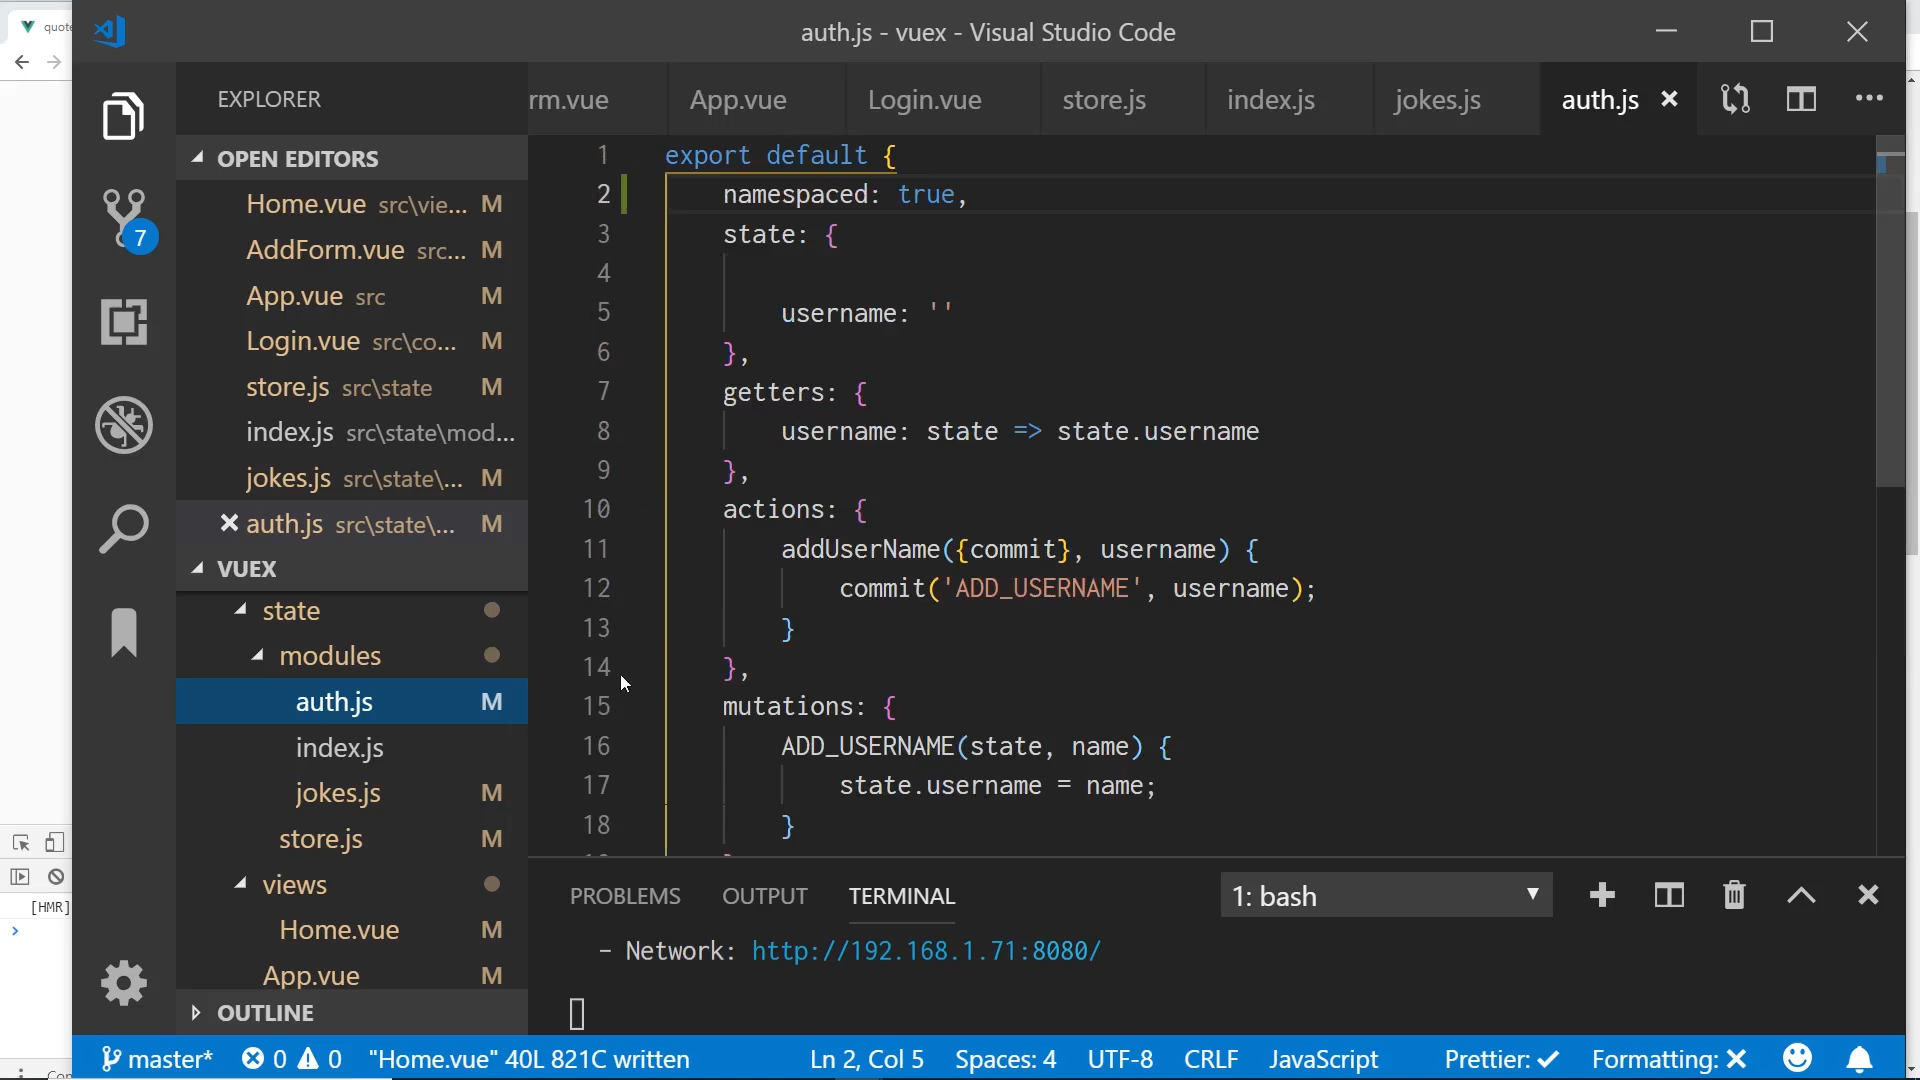 quote
auth.js - vuex - Visual Studio Code
EXPLORER
rm.vue App.vue Login.vue store.js index.js jokes.js auth.js
OPEN EDITORS
Home.vue src\vie... M
AddForm.vue src... M
App.vue src M
Login.vue src\co... M
store.js src\state M
index.js src\state\mod...
jokes.js src\state\... M
auth.js src\state\... M
7
VUEX
state
modules
auth.js M
index.js
jokes.js M
store.js M
views
Home.vue M
App.vue M
OUTLINE
1 export default {
2 namespaced: true,
3 state: {
4
5 username: ''
6 },
7 getters: {
8 username: state => state.username
9 },
10 actions: {
11 addUserName({commit}, username) {
12 commit('ADD_USERNAME', username);
13 }
14 },
15 mutations: {
16 ADD_USERNAME(state, name) {
17 state.username = name;
18 }
PROBLEMS OUTPUT TERMINAL 1: bash
- Network: http://192.168.1.71:8080/
[HMR]
master* 0 0 "Home.vue" 40L 821C written Ln 2, Col 5 Spaces: 4 UTF-8 CRLF JavaScript Prettier: ✓ Formatting: ✕